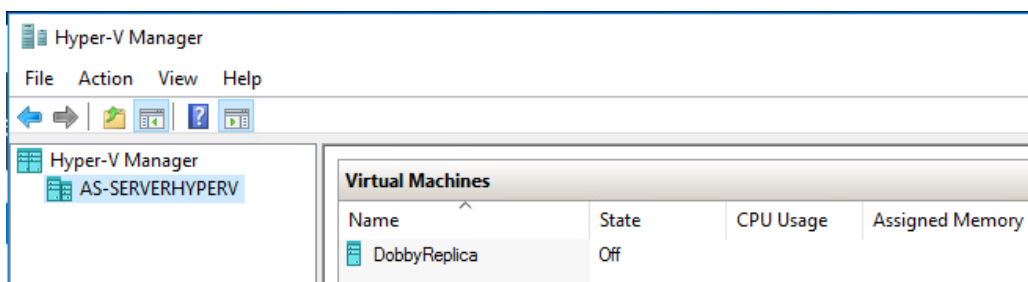 Hyper-V Manager
File Action View Help
Hyper-V Manager
AS-SERVERHYPERV
Virtual Machines
Name State CPU Usage Assigned Memory
DobbyReplica Off